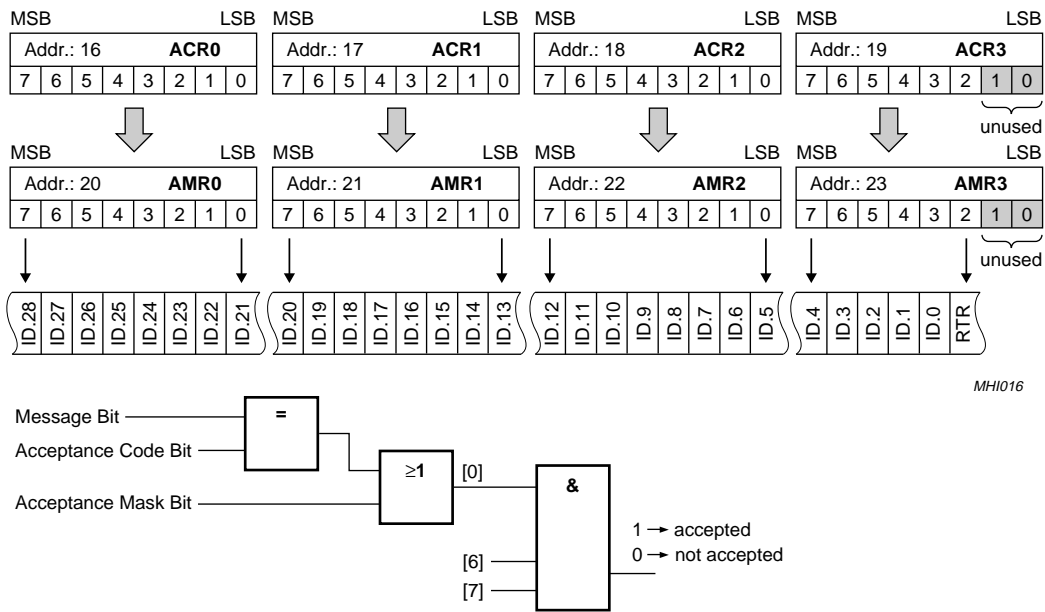 MSB LSB MSB LSB MSB LSB MSB LSB
Addr.: 16 ACR0 Addr.: 17 ACR1 Addr.: 18 ACR2 Addr.: 19 ACR3
7 6 5 4 3 2 1 0 7 6 5 4 3 2 1 0 7 6 5 4 3 2 1 0 7 6 5 4 3 2 1 0
unused
MSB LSB MSB LSB MSB LSB MSB LSB
Addr.: 20 AMR0 Addr.: 21 AMR1 Addr.: 22 AMR2 Addr.: 23 AMR3
7 6 5 4 3 2 1 0 7 6 5 4 3 2 1 0 7 6 5 4 3 2 1 0 7 6 5 4 3 2 1 0
unused
ID.28 ID.27 ID.26 ID.25 ID.24 ID.23 ID.22 ID.21 ID.20 ID.19 ID.18 ID.17 ID.16 ID.15 ID.14 ID.13 ID.12 ID.11 ID.10 ID.9 ID.8 ID.7 ID.6 ID.5 ID.4 ID.3 ID.2 ID.1 ID.0 RTR
MHI016
Message Bit =
Acceptance Code Bit
≥1 [0] &
Acceptance Mask Bit
1 → accepted
[6] 0 → not accepted
[7]